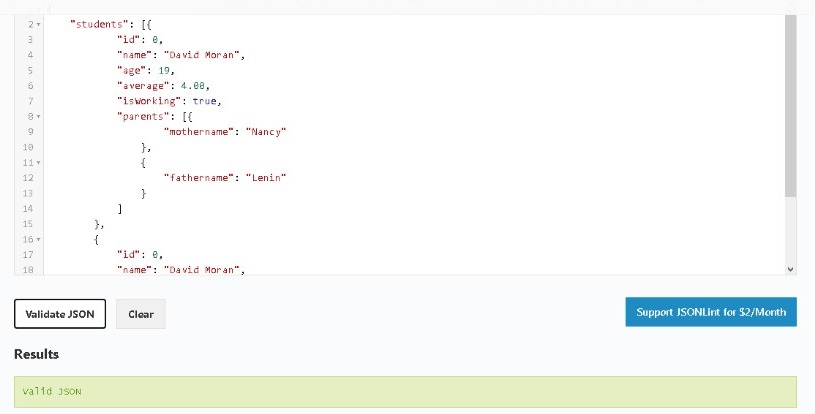 2 "students": [{
3 "id": 0,
4 "name": "David Moran",
5 "age": 19,
6 "average": 4.00,
7 "isWorking": true,
8 "parents": [{
9 "mothername": "Nancy"
10 },
11 {
12 "fathername": "Lenin"
13 }
14 ]
15 },
16 {
17 "id": 0,
18 "name": "David Moran",
Validate JSON Clear Support JSONLint for $2/Month
Results
Valid JSON